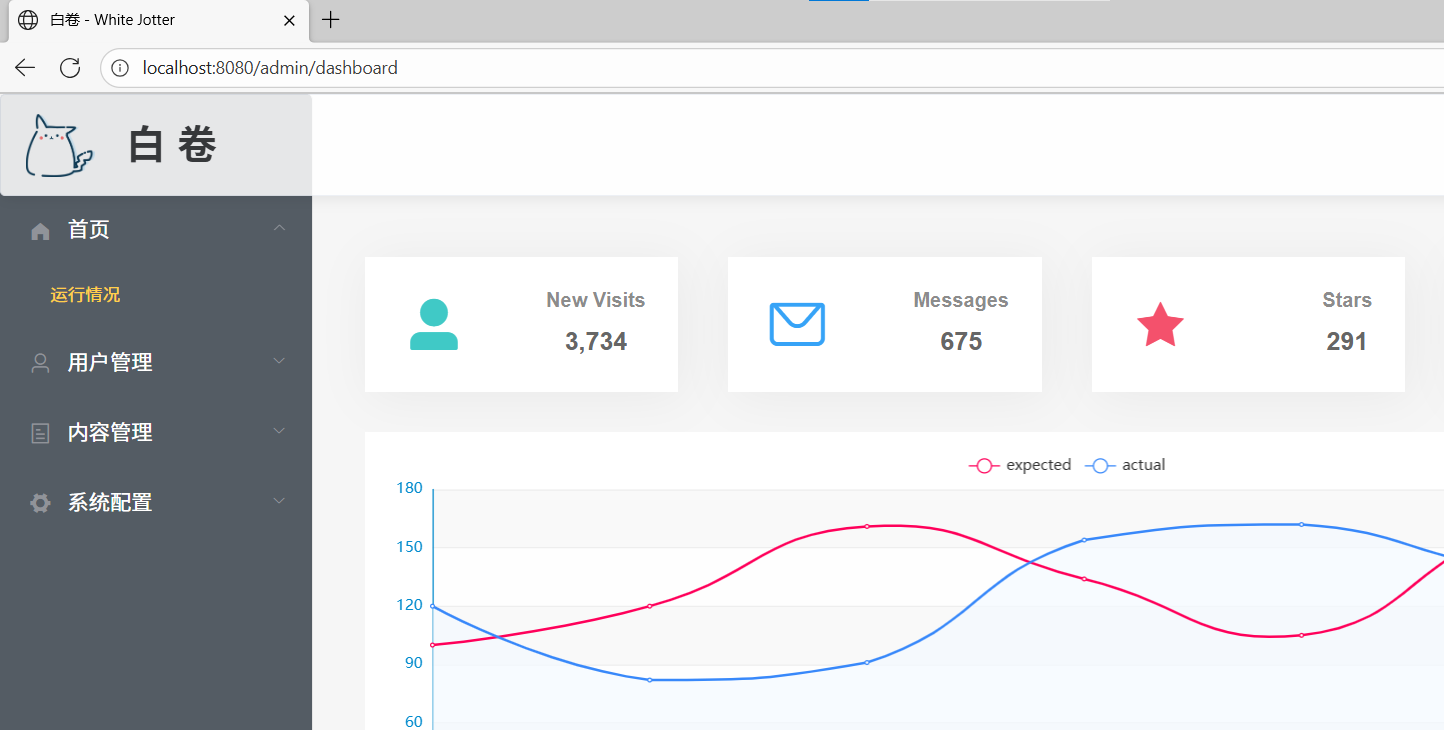 白卷 - White Jotter
localhost:8080/admin/dashboard
白 卷
首页
运行情况
用户管理
内容管理
系统配置
New Visits
3,734
Messages
675
Stars
291
expected
actual
180
150
120
90
60